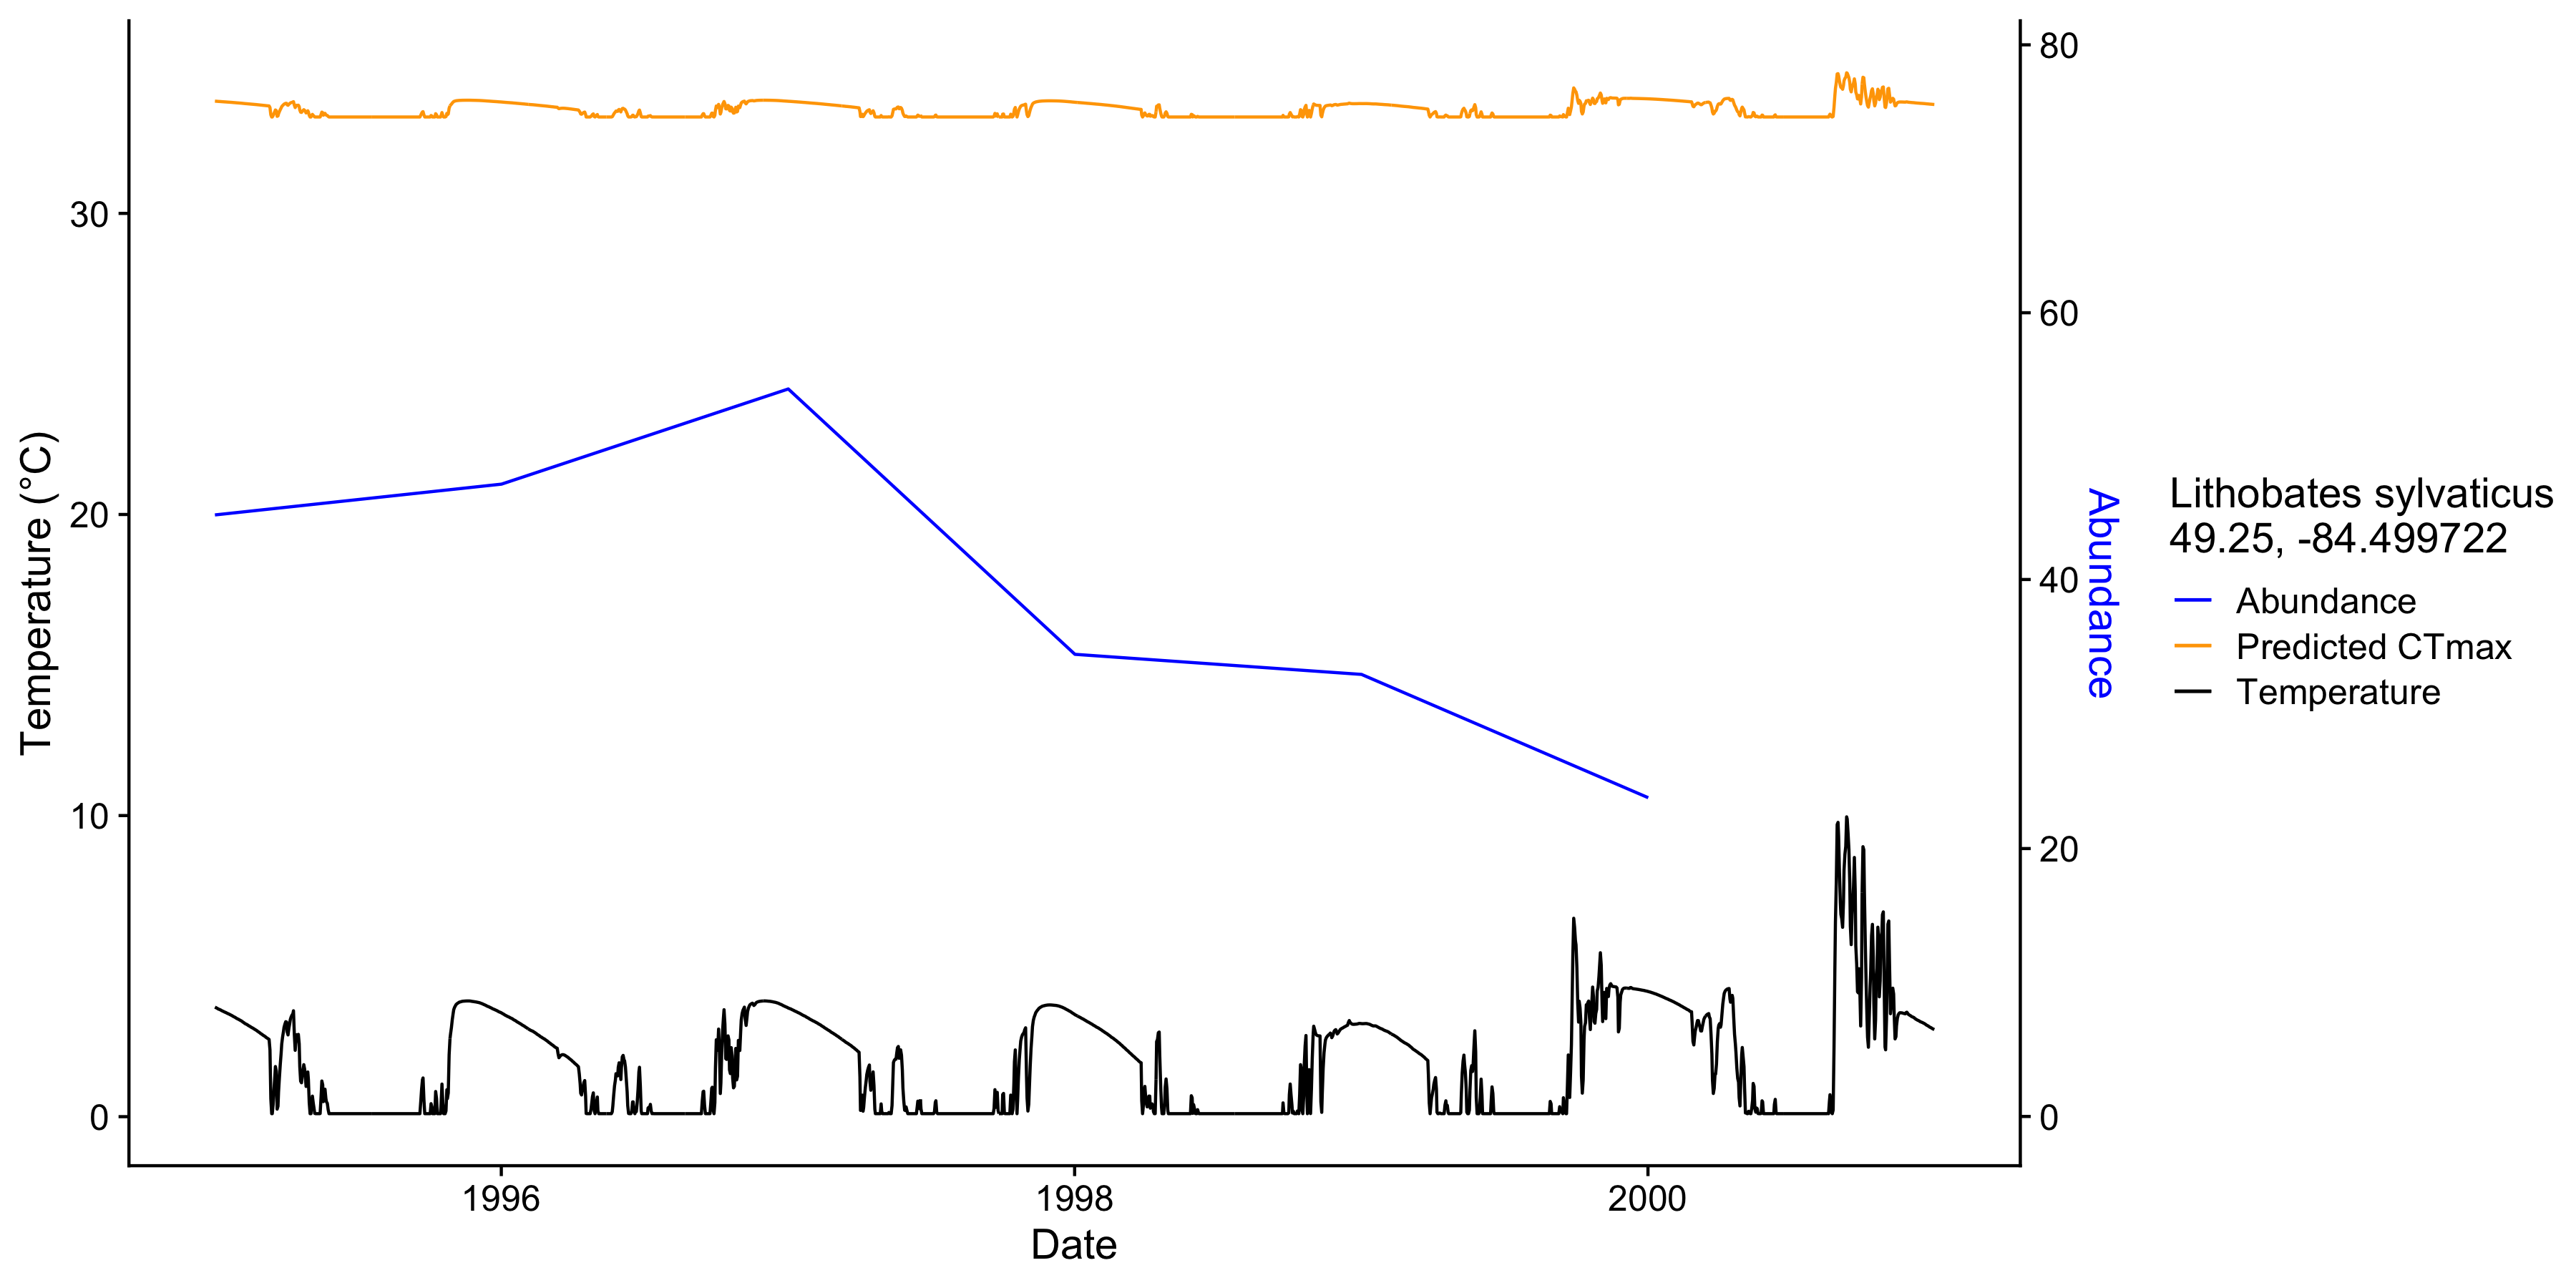 Temperature (°C)
30
20
10
0
1996
1998
2000
Date
80
60
40
20
0
Abundance
Lithobates sylvaticus
49.25, -84.499722
Abundance
Predicted CTmax
Temperature